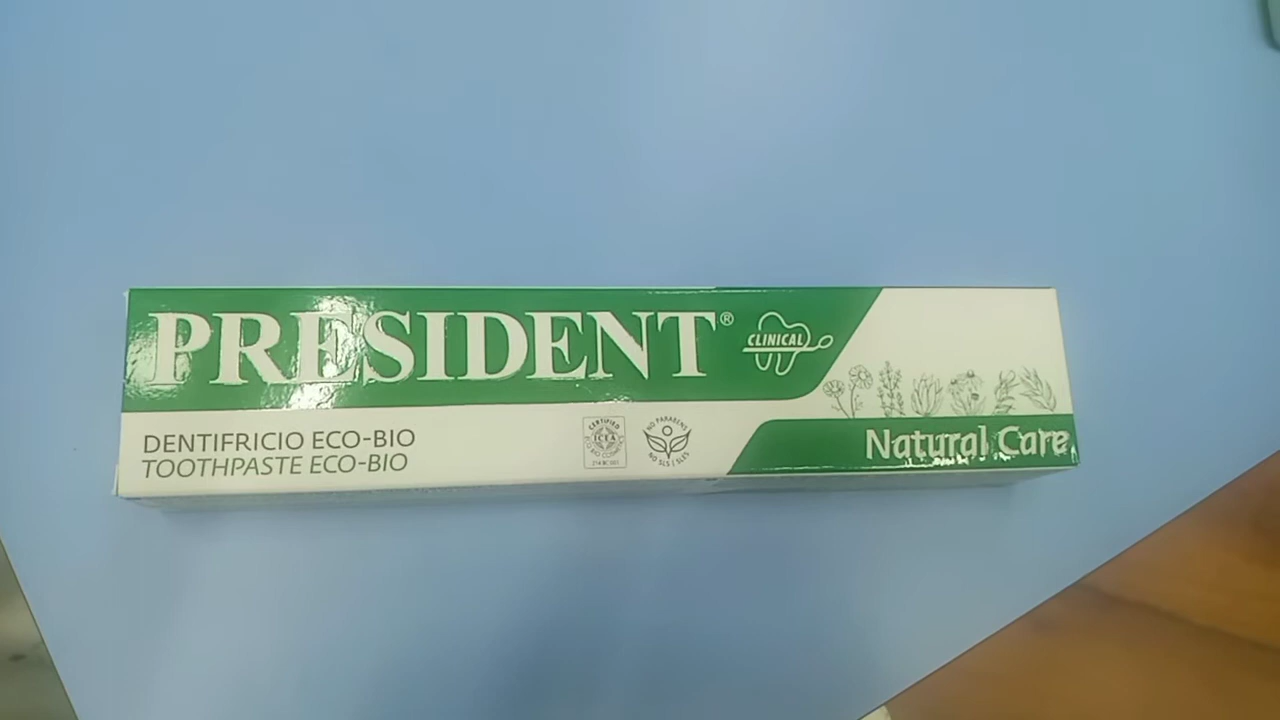 PRESIDENT®
CLINICAL
DENTIFRICIO ECO-BIO
TOOTHPASTE ECO-BIO
CERTIFIED
ICEA
NO PARABENS
NO SLS | SLES
Natural Care